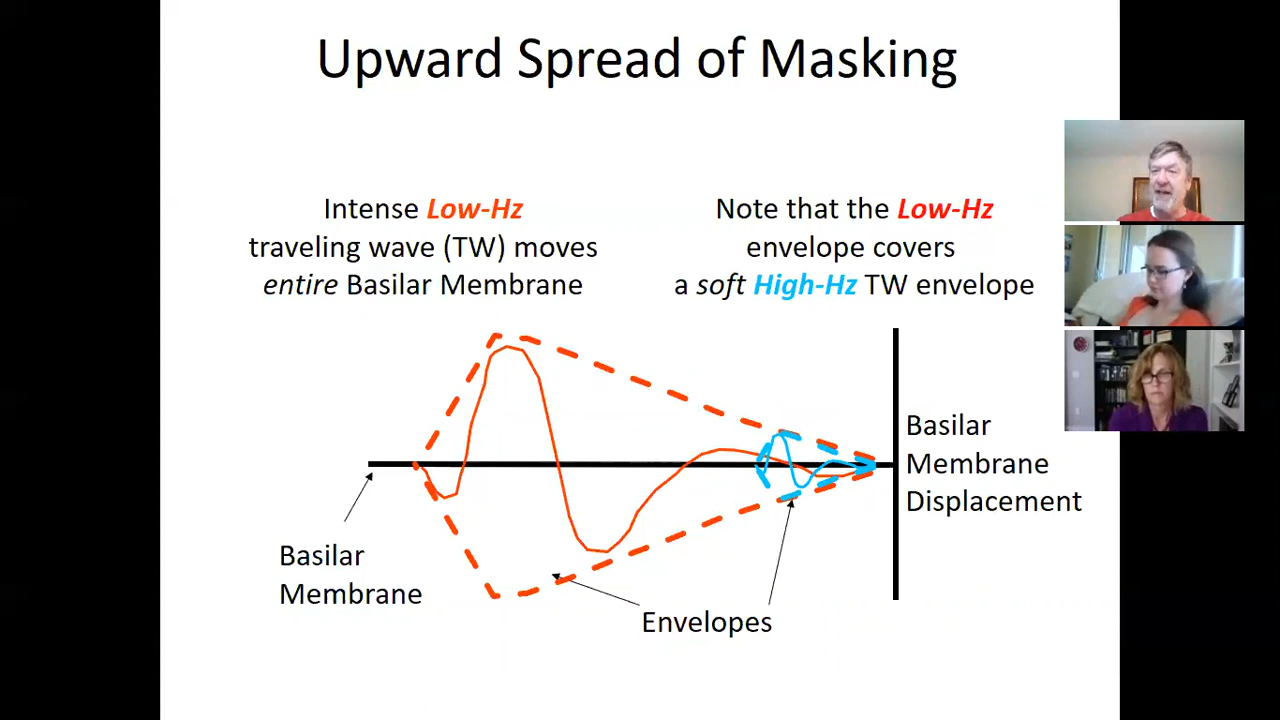 Upward Spread of Masking
Intense Low-Hz
traveling wave (TW) moves
entire Basilar Membrane
Note that the Low-Hz
envelope covers
a soft High-Hz TW envelope
Basilar
Membrane
Displacement
Basilar
Membrane
Envelopes